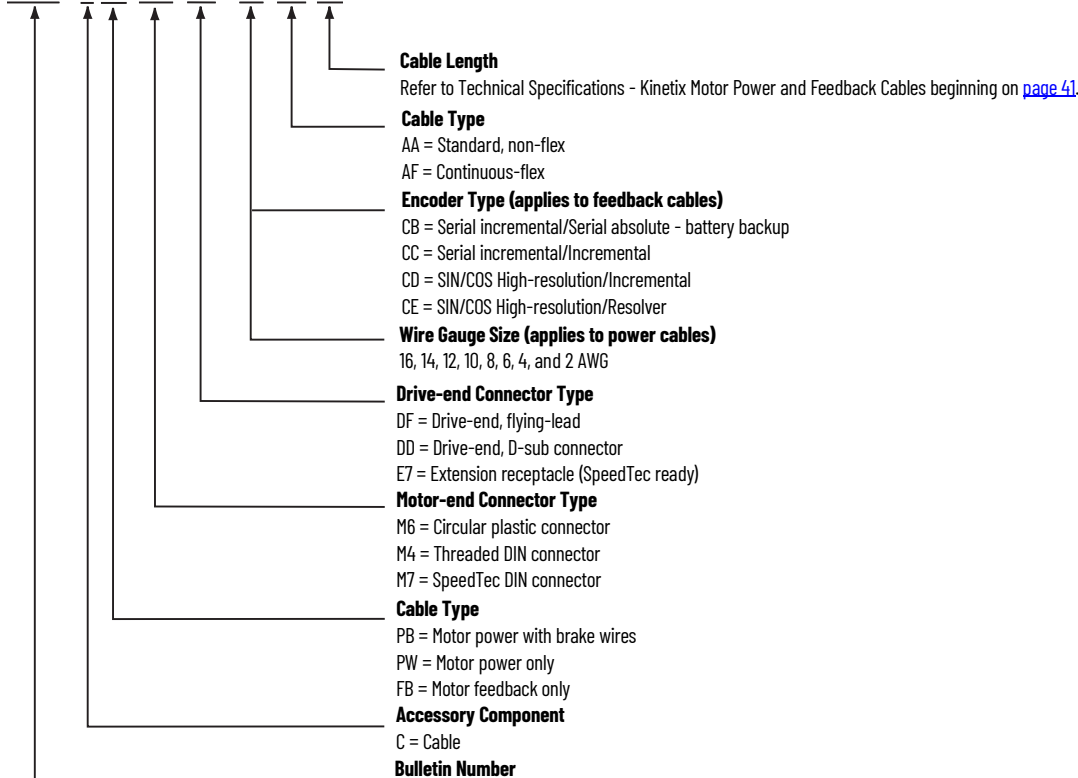 Cable Length
Refer to Technical Specifications - Kinetix Motor Power and Feedback Cables beginning on page 41.
Cable Type
AA = Standard, non-flex
AF = Continuous-flex
Encoder Type (applies to feedback cables)
CB = Serial incremental/Serial absolute - battery backup
CC = Serial incremental/Incremental
CD = SIN/COS High-resolution/Incremental
CE = SIN/COS High-resolution/Resolver
Wire Gauge Size (applies to power cables)
16, 14, 12, 10, 8, 6, 4, and 2 AWG
Drive-end Connector Type
DF = Drive-end, flying-lead
DD = Drive-end, D-sub connector
E7 = Extension receptacle (SpeedTec ready)
Motor-end Connector Type
M6 = Circular plastic connector
M4 = Threaded DIN connector
M7 = SpeedTec DIN connector
Cable Type
PB = Motor power with brake wires
PW = Motor power only
FB = Motor feedback only
Accessory Component
C = Cable
Bulletin Number